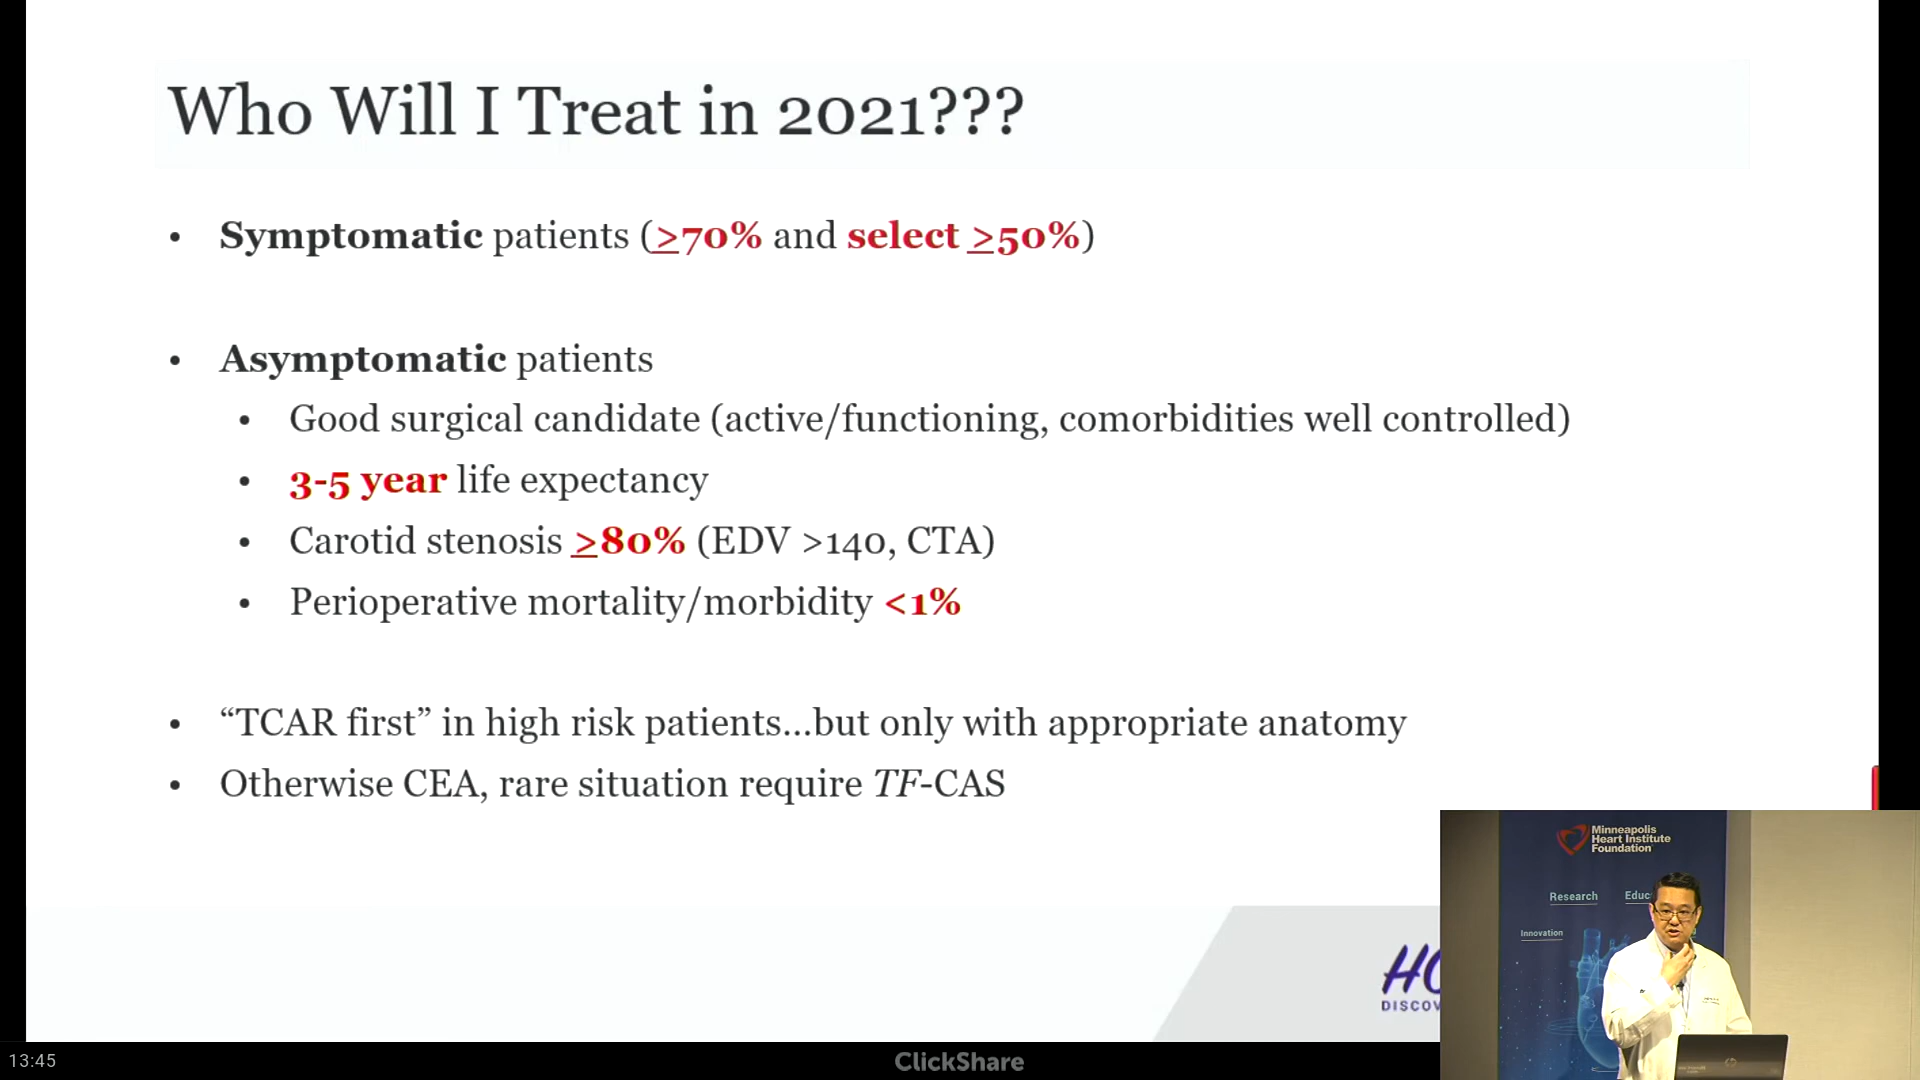 Who Will I Treat in 2021???
• Symptomatic patients (≥70% and select ≥50%)
• Asymptomatic patients
• Good surgical candidate (active/functioning, comorbidities well controlled)
• 3-5 year life expectancy
• Carotid stenosis ≥80% (EDV >140, CTA)
• Perioperative mortality/morbidity <1%
• “TCAR first” in high risk patients...but only with appropriate anatomy
• Otherwise CEA, rare situation require TF-CAS
Minneapolis
Heart Institute
Foundation
Research
Innovation
13:45
ClickShare